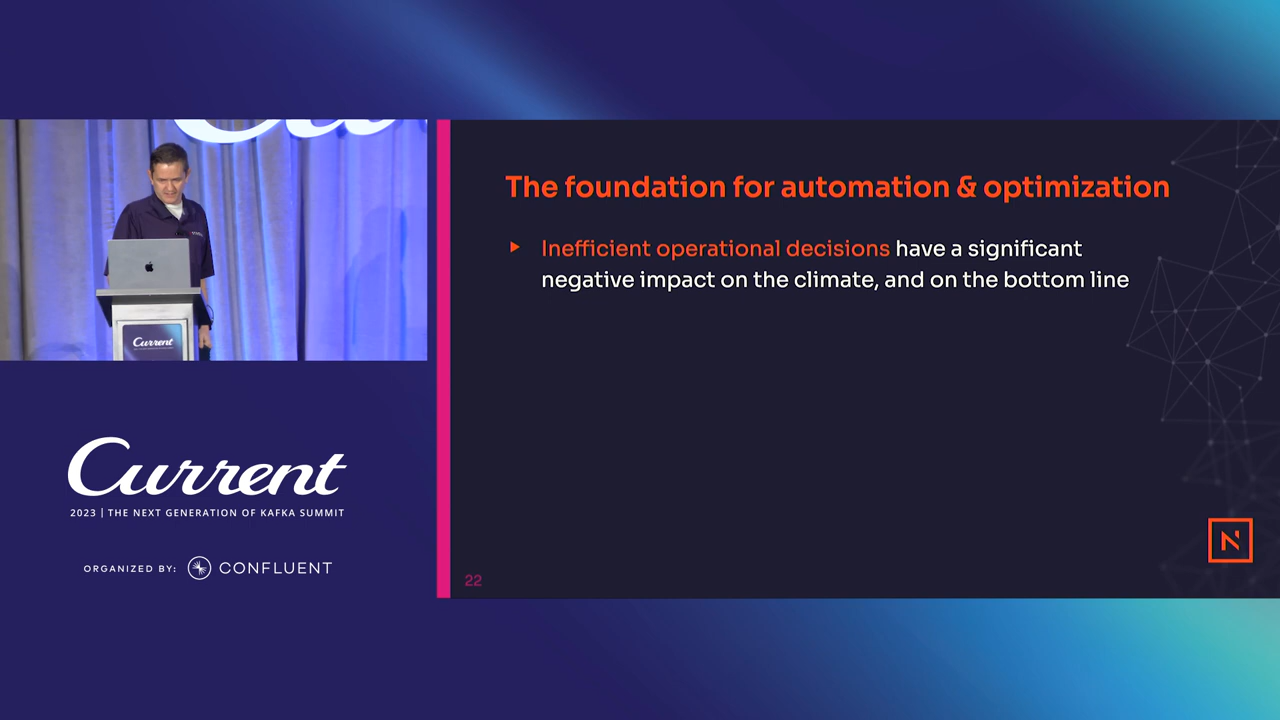 The foundation for automation & optimization
Inefficient operational decisions have a significant
negative impact on the climate, and on the bottom line
22
Current
Current
2023 | THE NEXT GENERATION OF KAFKA SUMMIT
ORGANIZED BY: CONFLUENT